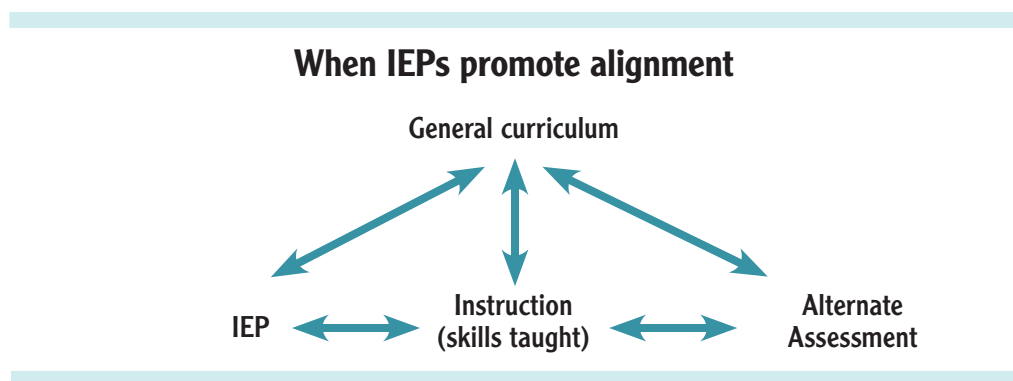 When IEPs promote alignment
General curriculum
IEP
Instruction
(skills taught)
Alternate
Assessment